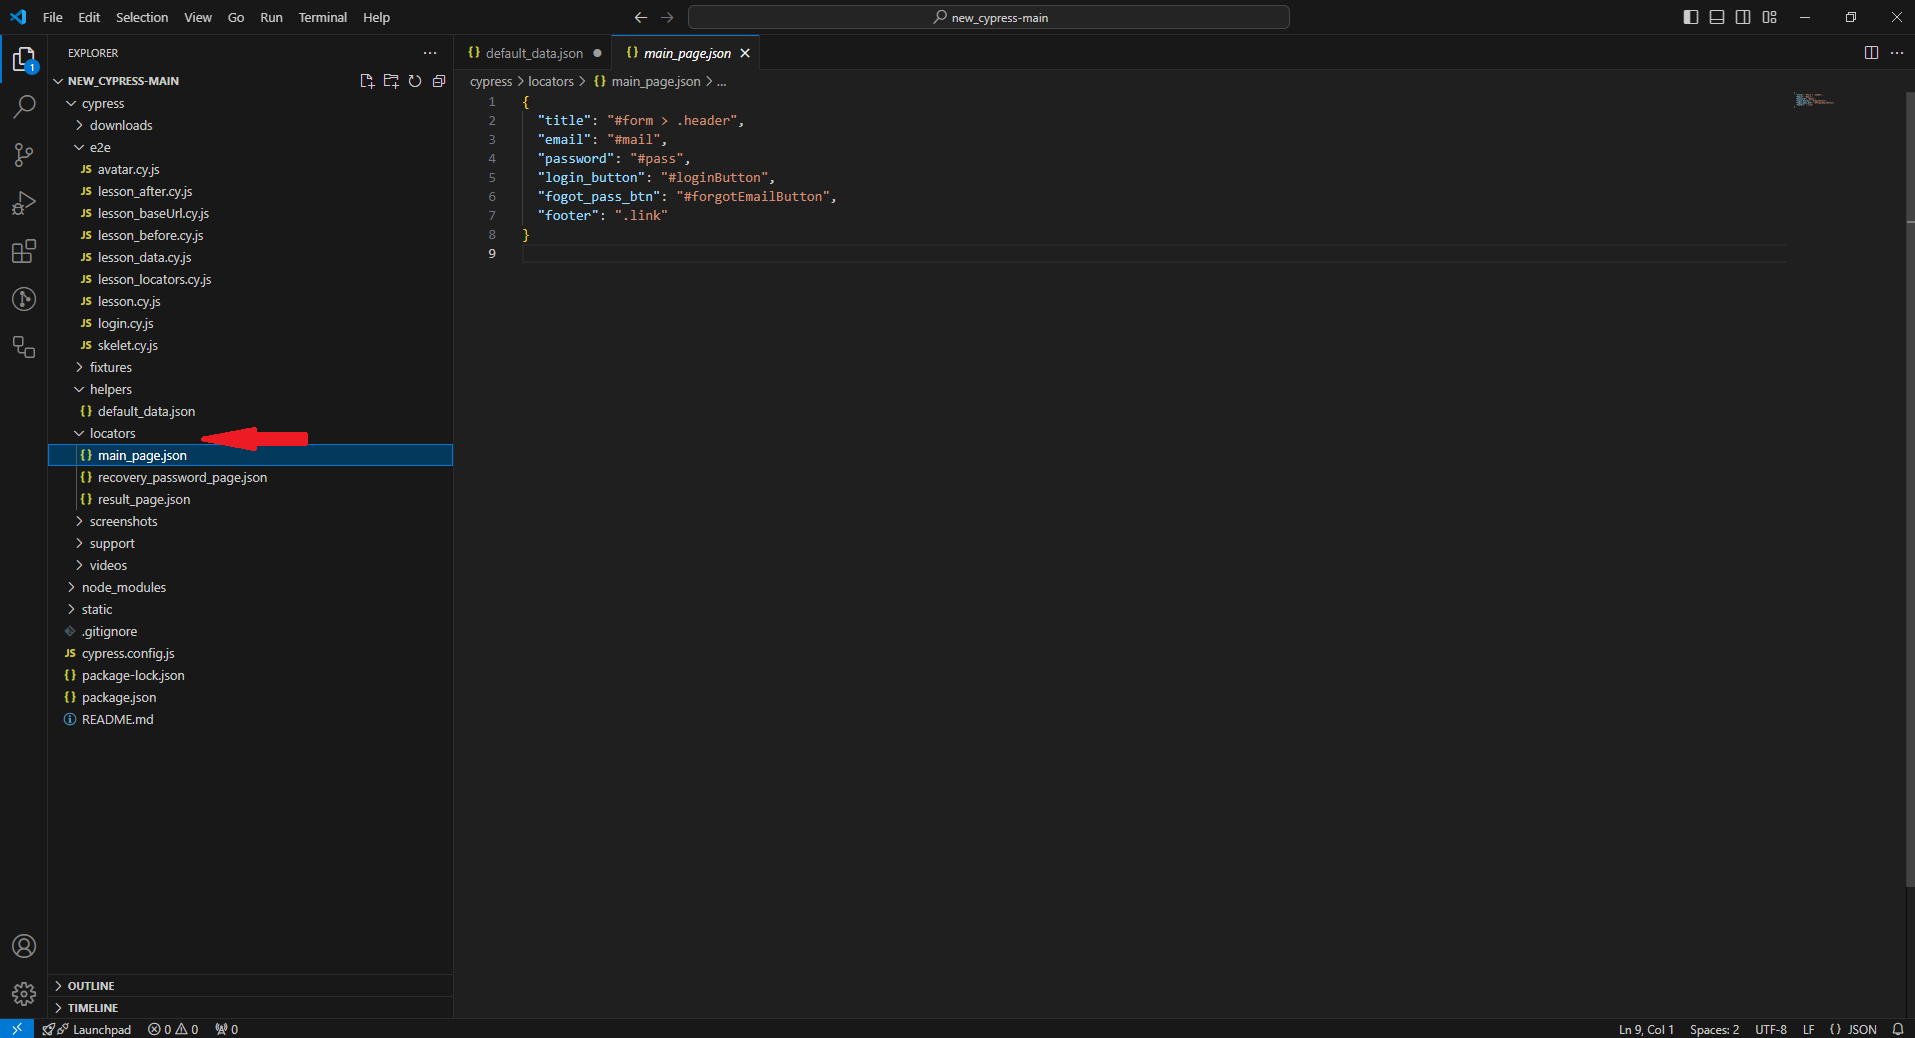 File Edit Selection View Go Run Terminal Help
new_cypress-main
EXPLORER
NEW_CYPRESS-MAIN
cypress
downloads
e2e
JS avatar.cy.js
JS lesson_after.cy.js
JS lesson_baseUrl.cy.js
JS lesson_before.cy.js
JS lesson_data.cy.js
JS lesson_locators.cy.js
JS lesson.cy.js
JS login.cy.js
JS skelet.cy.js
fixtures
helpers
{} default_data.json
locators
{} main_page.json
{} recovery_password_page.json
{} result_page.json
screenshots
support
videos
node_modules
static
.gitignore
JS cypress.config.js
{} package-lock.json
{} package.json
README.md
OUTLINE
TIMELINE
1
{} default_data.json
{} main_page.json
cypress > locators > {} main_page.json > ...
1 {
2 "title": "#form > .header",
3 "email": "#mail",
4 "password": "#pass",
5 "login_button": "#loginButton",
6 "fogot_pass_btn": "#forgotEmailButton",
7 "footer": ".link"
8 }
9
Launchpad 0 0 0
Ln 9, Col 1 Spaces: 2 UTF-8 LF {} JSON